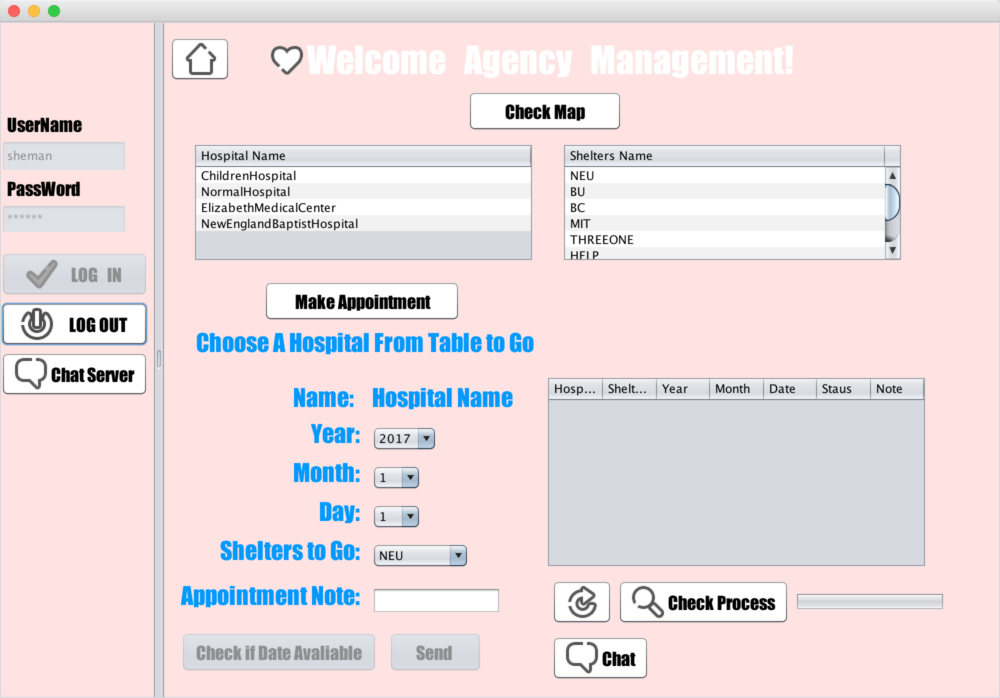 Welcome Agency Management!
Check Map
UserName
sheman
PassWord
******
LOG IN
LOG OUT
Chat Server
Hospital Name
ChildrenHospital
NormalHospital
ElizabethMedicalCenter
NewEnglandBaptistHospital
Shelters Name
NEU
BU
BC
MIT
THREEONE
HELP
Make Appointment
Choose A Hospital From Table to Go
Name: Hospital Name
Year: 2017
Month: 1
Day: 1
Shelters to Go: NEU
Appointment Note:
Check if Date Avaliable
Send
Hosp... Shelt... Year Month Date Staus Note
Check Process
Chat